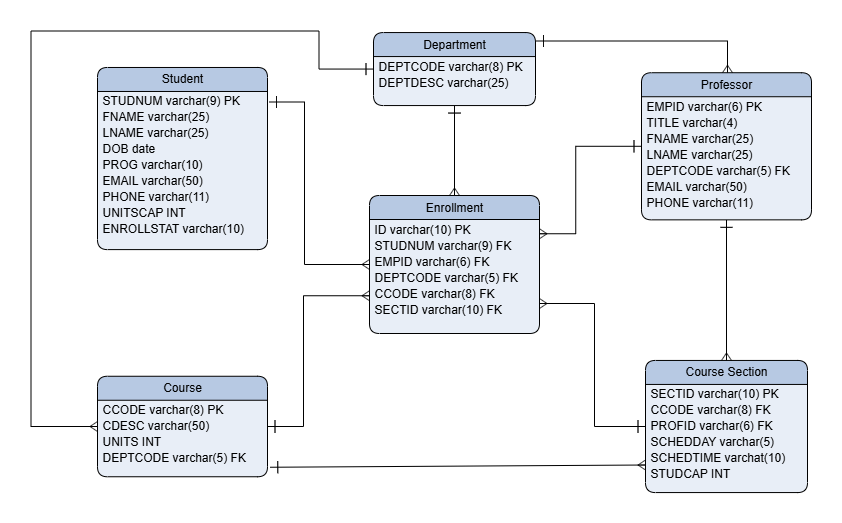 Department
DEPTCODE varchar(8) PK
DEPTDESC varchar(25)
Student
STUDNUM varchar(9) PK
FNAME varchar(25)
LNAME varchar(25)
DOB date
PROG varchar(10)
EMAIL varchar(50)
PHONE varchar(11)
UNITSCAP INT
ENROLLSTAT varchar(10)
Professor
EMPID varchar(6) PK
TITLE varchar(4)
FNAME varchar(25)
LNAME varchar(25)
DEPTCODE varchar(5) FK
EMAIL varchar(50)
PHONE varchar(11)
Enrollment
ID varchar(10) PK
STUDNUM varchar(9) FK
EMPID varchar(6) FK
DEPTCODE varchar(5) FK
CCODE varchar(8) FK
SECTID varchar(10) FK
Course
CCODE varchar(8) PK
CDESC varchar(50)
UNITS INT
DEPTCODE varchar(5) FK
Course Section
SECTID varchar(10) PK
CCODE varchar(8) FK
PROFID varchar(6) FK
SCHEDDAY varchar(5)
SCHEDTIME varchat(10)
STUDCAP INT